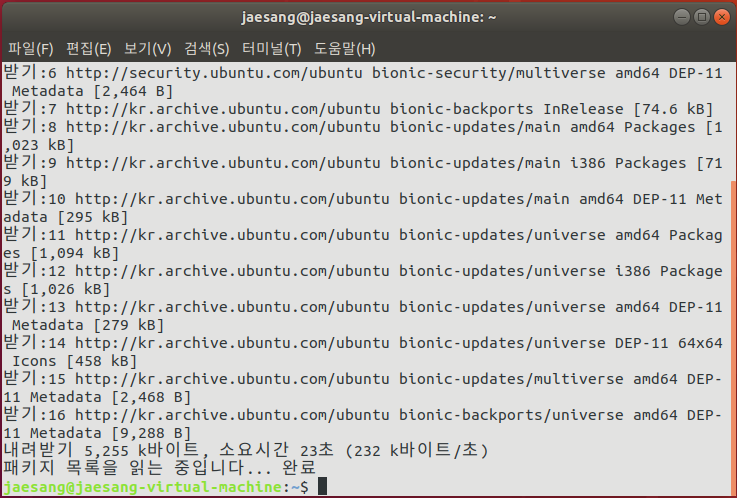 jaesang@jaesang-virtual-machine: ~
파일(F) 편집(E) 보기(V) 검색(S) 터미널(T) 도움말(H)
받기:6 http://security.ubuntu.com/ubuntu bionic-security/multiverse amd64 DEP-11
 Metadata [2,464 B]
받기:7 http://kr.archive.ubuntu.com/ubuntu bionic-backports InRelease [74.6 kB]
받기:8 http://kr.archive.ubuntu.com/ubuntu bionic-updates/main amd64 Packages [1
,023 kB]
받기:9 http://kr.archive.ubuntu.com/ubuntu bionic-updates/main i386 Packages [71
9 kB]
받기:10 http://kr.archive.ubuntu.com/ubuntu bionic-updates/main amd64 DEP-11 Met
adata [295 kB]
받기:11 http://kr.archive.ubuntu.com/ubuntu bionic-updates/universe amd64 Packag
es [1,094 kB]
받기:12 http://kr.archive.ubuntu.com/ubuntu bionic-updates/universe i386 Package
s [1,026 kB]
받기:13 http://kr.archive.ubuntu.com/ubuntu bionic-updates/universe amd64 DEP-11
 Metadata [279 kB]
받기:14 http://kr.archive.ubuntu.com/ubuntu bionic-updates/universe DEP-11 64x64
 Icons [458 kB]
받기:15 http://kr.archive.ubuntu.com/ubuntu bionic-updates/multiverse amd64 DEP-
11 Metadata [2,468 B]
받기:16 http://kr.archive.ubuntu.com/ubuntu bionic-backports/universe amd64 DEP-
11 Metadata [9,288 B]
내려받기 5,255 k바이트, 소요시간 23초 (232 k바이트/초)
패키지 목록을 읽는 중입니다... 완료
jaesang@jaesang-virtual-machine:~$